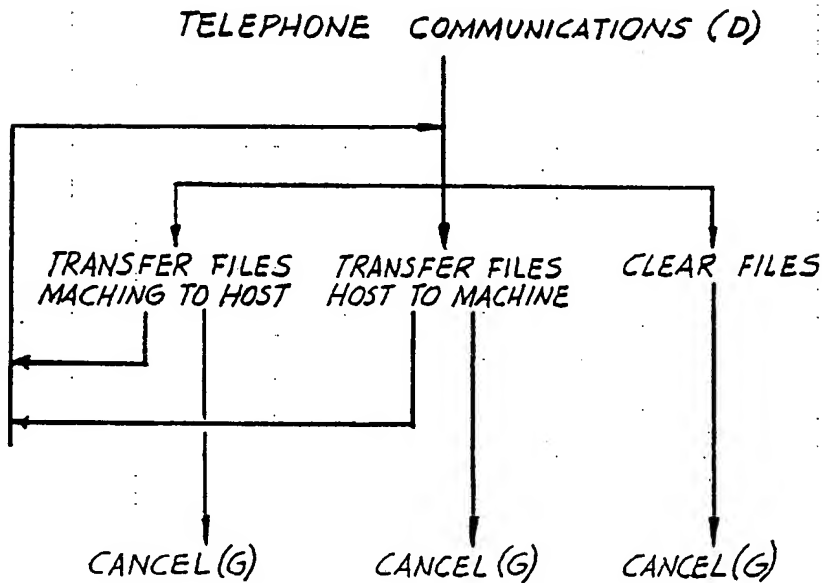 TELEPHONE COMMUNICATIONS (D)
TRANSFER FILES
MACHING TO HOST
TRANSFER FILES
HOST TO MACHINE
CLEAR FILES
CANCEL (G)
CANCEL (G)
CANCEL (G)